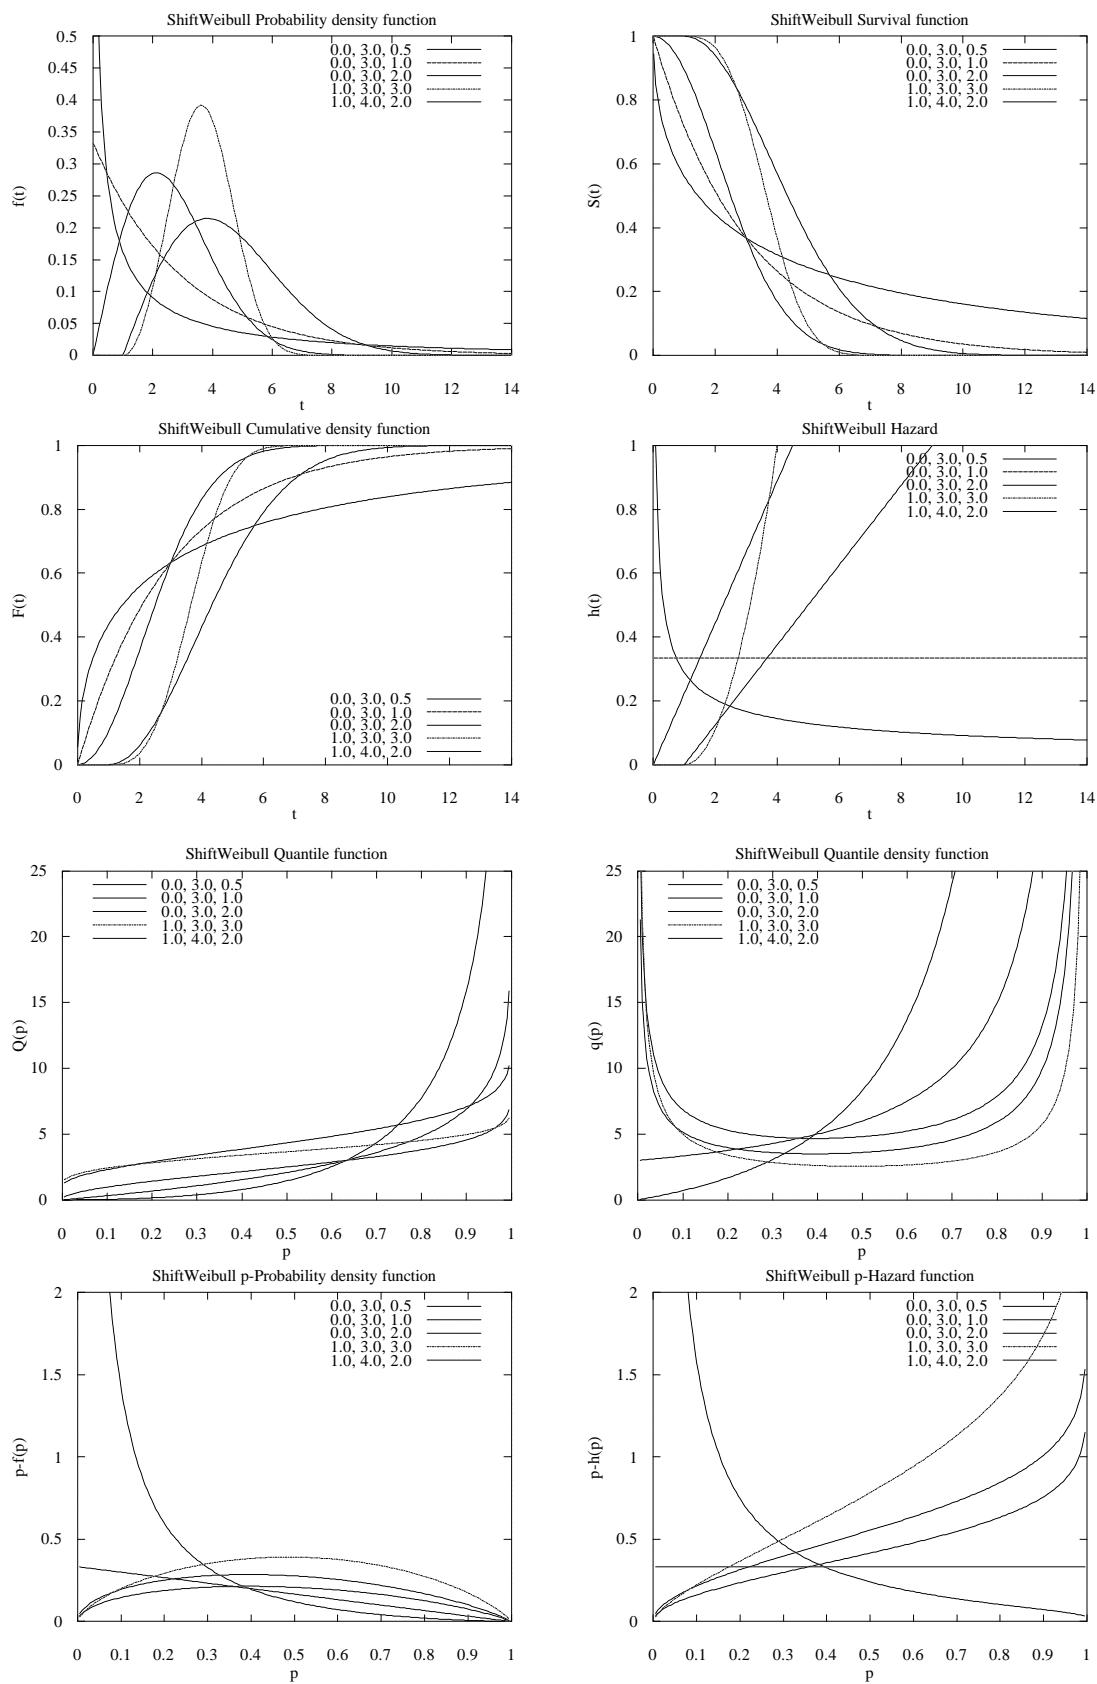 ShiftWeibull Probability density function
0.5
0.45
0.4
0.35
0.3
0.25
0.2
0.15
0.1
0.05
0
f(t)
0.0, 3.0, 0.5
0.0, 3.0, 1.0
0.0, 3.0, 2.0
1.0, 3.0, 3.0
1.0, 4.0, 2.0
0 2 4 6 8 10 12 14
t
ShiftWeibull Survival function
1
0.8
0.6
0.4
0.2
0
S(t)
0.0, 3.0, 0.5
0.0, 3.0, 1.0
0.0, 3.0, 2.0
1.0, 3.0, 3.0
1.0, 4.0, 2.0
0 2 4 6 8 10 12 14
t
ShiftWeibull Cumulative density function
1
0.8
0.6
0.4
0.2
0
F(t)
0.0, 3.0, 0.5
0.0, 3.0, 1.0
0.0, 3.0, 2.0
1.0, 3.0, 3.0
1.0, 4.0, 2.0
0 2 4 6 8 10 12 14
t
ShiftWeibull Hazard
1
0.8
0.6
0.4
0.2
0
h(t)
0.0, 3.0, 0.5
0.0, 3.0, 1.0
0.0, 3.0, 2.0
1.0, 3.0, 3.0
1.0, 4.0, 2.0
0 2 4 6 8 10 12 14
t
ShiftWeibull Quantile function
25
20
15
10
5
0
Q(p)
0.0, 3.0, 0.5
0.0, 3.0, 1.0
0.0, 3.0, 2.0
1.0, 3.0, 3.0
1.0, 4.0, 2.0
0 0.1 0.2 0.3 0.4 0.5 0.6 0.7 0.8 0.9 1
p
ShiftWeibull Quantile density function
25
20
15
10
5
0
q(p)
0.0, 3.0, 0.5
0.0, 3.0, 1.0
0.0, 3.0, 2.0
1.0, 3.0, 3.0
1.0, 4.0, 2.0
0 0.1 0.2 0.3 0.4 0.5 0.6 0.7 0.8 0.9 1
p
ShiftWeibull p-Probability density function
2
1.5
1
0.5
0
p-f(p)
0.0, 3.0, 0.5
0.0, 3.0, 1.0
0.0, 3.0, 2.0
1.0, 3.0, 3.0
1.0, 4.0, 2.0
0 0.1 0.2 0.3 0.4 0.5 0.6 0.7 0.8 0.9 1
p
ShiftWeibull p-Hazard function
2
1.5
1
0.5
0
p-h(p)
0.0, 3.0, 0.5
0.0, 3.0, 1.0
0.0, 3.0, 2.0
1.0, 3.0, 3.0
1.0, 4.0, 2.0
0 0.1 0.2 0.3 0.4 0.5 0.6 0.7 0.8 0.9 1
p